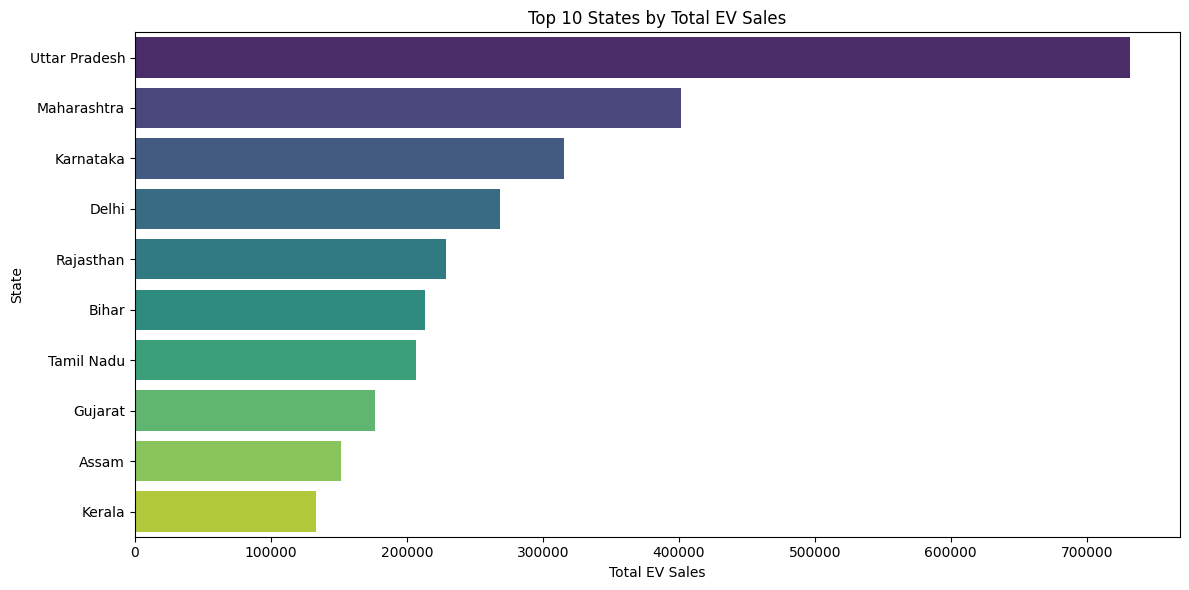 Top 10 States by Total EV Sales
State
Uttar Pradesh
Maharashtra
Karnataka
Delhi
Rajasthan
Bihar
Tamil Nadu
Gujarat
Assam
Kerala
0 100000 200000 300000 400000 500000 600000 700000
Total EV Sales